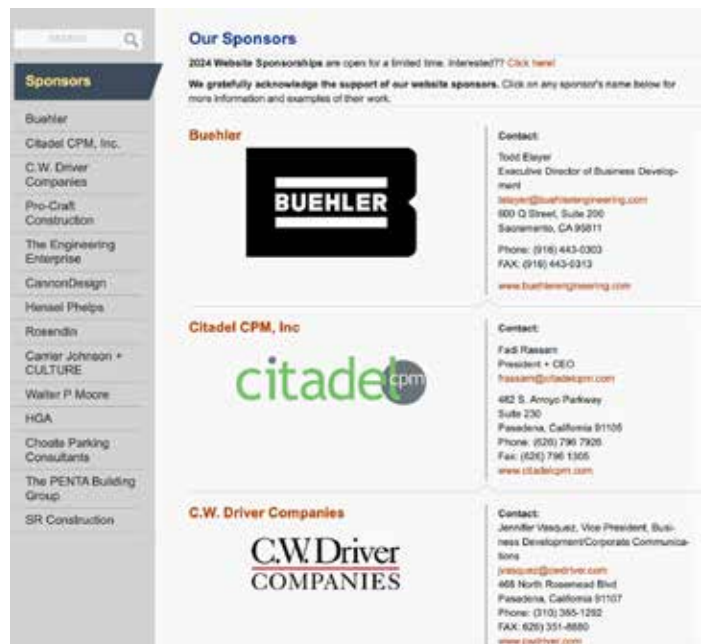 SEARCH
Sponsors
Buehler
Citadel CPM, Inc.
C.W. Driver
Companies
Pro-Craft
Construction
The Engineering
Enterprise
CannonDesign
Hensel Phelps
Rosendin
Carrier Johnson +
CULTURE
Walter P Moore
HGA
Choate Parking
Consultants
The PENTA Building
Group
SR Construction
Our Sponsors
2024 Website Sponsorships are open for a limited time. Interested?? Click here!
We gratefully acknowledge the support of our website sponsors. Click on any sponsor's name below for
more information and examples of their work.
Buehler
BUEHLER
Contact:
Todd
Executive Director of Business Develop-
ment
600 Q Street, Suite 200
Sacramento, CA 95811
Phone: (916) 443-0303
FAX: (916) 443-0313
www.buehlerengineering.com
Citadel CPM, Inc
citadel cpm
Contact:
Fadi Rassam
President + CEO
frassam@citadelcpm.com
482 S. Arroyo Parkway
Suite 230
Pasadena, California 91105
Phone: (626) 796 7926
Fax: (626) 796 1305
www.citadelcpm.com
C.W. Driver Companies
C.W. Driver
COMPANIES
Contact:
Jennifer Vasquez, Vice President, Busi-
ness Development/Corporate Communica-
tions
jvasquez@cwdriver.com
468 North Rosemead Blvd
Pasadena, California 91107
Phone: (310) 365-1292
FAX: 626) 351-8880
www.cwdriver.com